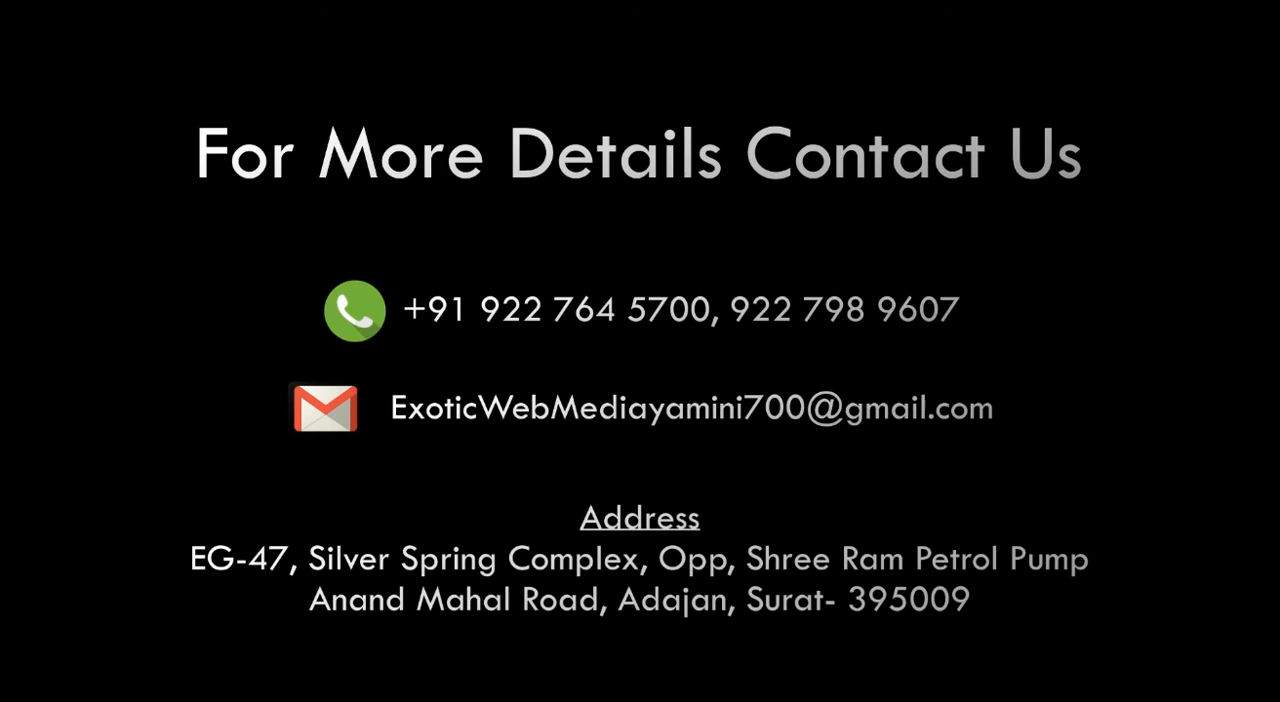 For More Details Contact Us
+91 922 764 5700, 922 798 9607
ExoticWebMediayamini700@gmail.com
Address
EG-47, Silver Spring Complex, Opp, Shree Ram Petrol Pump
Anand Mahal Road, Adajan, Surat- 395009